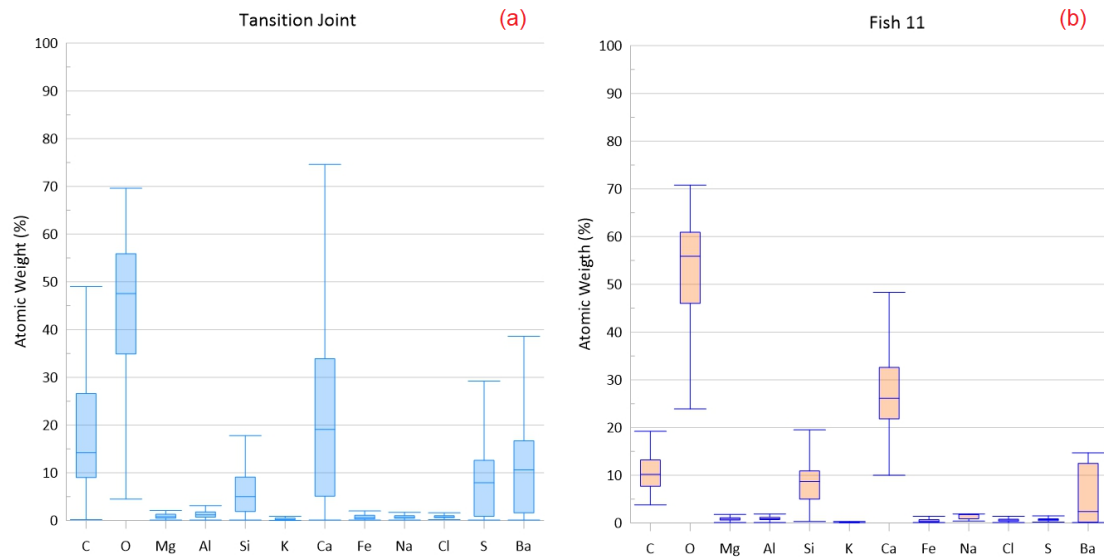 Tansition Joint
(a)
Atomic Weight (%)
100
90
80
70
60
50
40
30
20
10
0
C O Mg Al Si K Ca Fe Na Cl S Ba
Fish 11
(b)
Atomic Weigth (%)
100
90
80
70
60
50
40
30
20
10
0
C O Mg Al Si K Ca Fe Na Cl S Ba